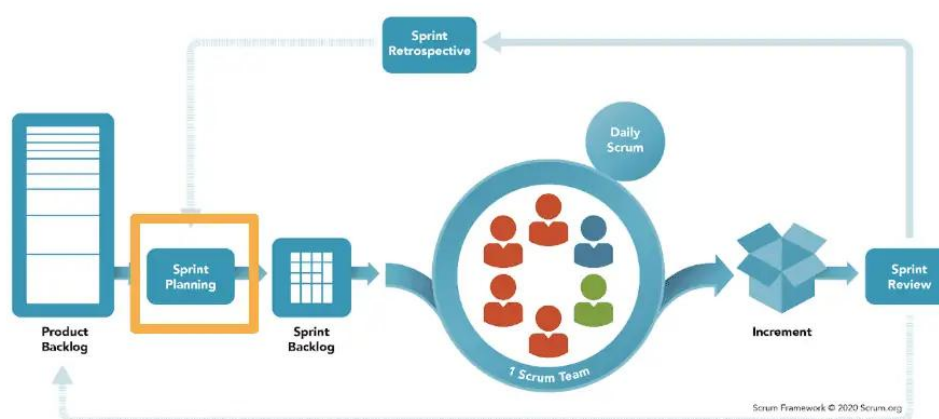 Sprint
Retrospective
Daily
Scrum
Sprint
Planning
Product
Backlog
Sprint
Backlog
1 Scrum Team
Increment
Sprint
Review
Scrum Framework © 2020 Scrum.org